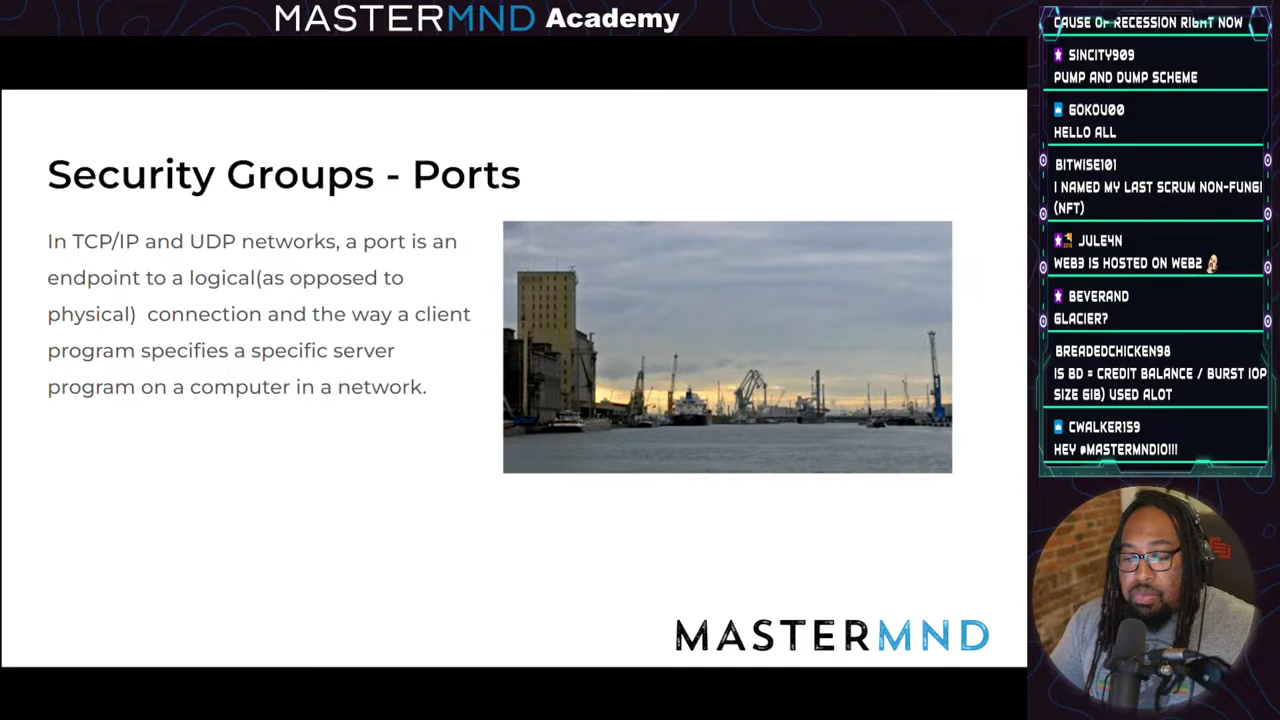 MASTERMND Academy
Security Groups - Ports
In TCP/IP and UDP networks, a port is an
endpoint to a logical(as opposed to
physical) connection and the way a client
program specifies a specific server
program on a computer in a network.
MASTERMND
CAUSE OF RECESSION RIGHT NOW
SINCITY909
PUMP AND DUMP SCHEME
GOKOU00
HELLO ALL
BITWISE101
I NAMED MY LAST SCRUM NON-FUNGI
(NFT)
JULE4N
WEB3 IS HOSTED ON WEB2
BEVERAND
GLACIER?
BREADEDCHICKEN98
IS BD = CREDIT BALANCE / BURST IOP
SIZE GIB) USED ALOT
CWALKER159
HEY @MASTERMNDIO!!!